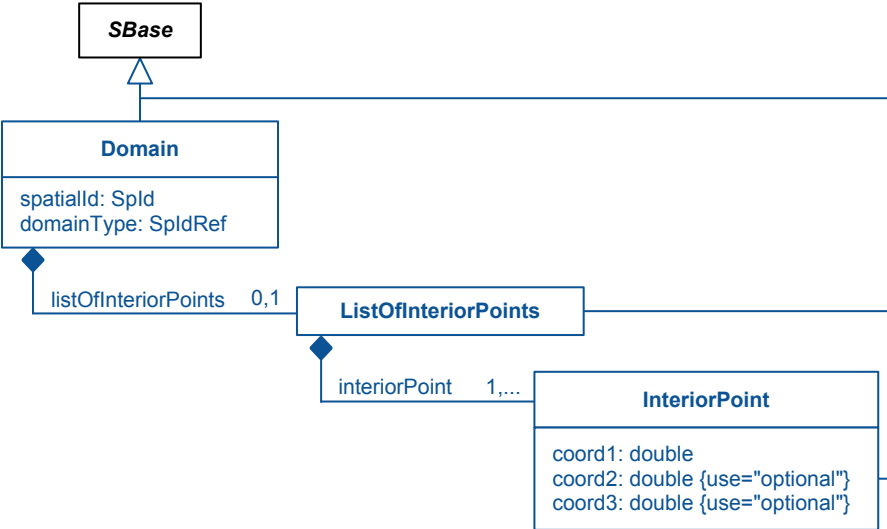 SBase
Domain
spatialId: SpId
domainType: SpIdRef
listOfInteriorPoints 0,1
ListOfInteriorPoints
interiorPoint 1,...
InteriorPoint
coord1: double
coord2: double {use="optional"}
coord3: double {use="optional"}